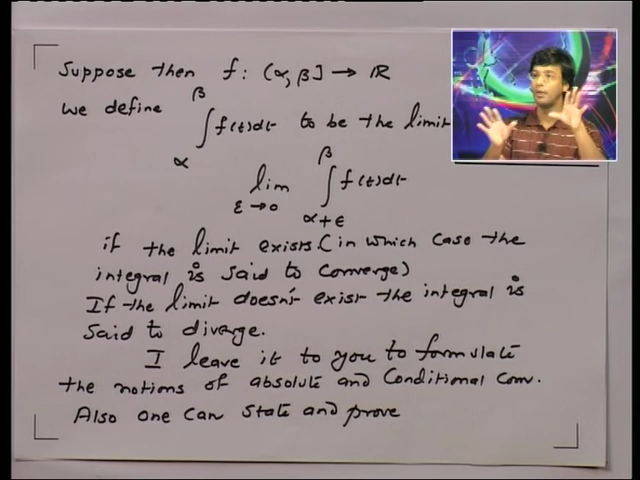 Suppose then f: (α, β] → ℝ
we define ∫_α^β f(t)dt to be the limit
lim_{ε→0} ∫_{α+ε}^β f(t)dt
if the limit exists (in which case the
integral is said to converge)
If the limit doesn't exist the integral is
said to diverge.
I leave it to you to formulate
the notions of absolute and Conditional Conv.
Also one can state and prove